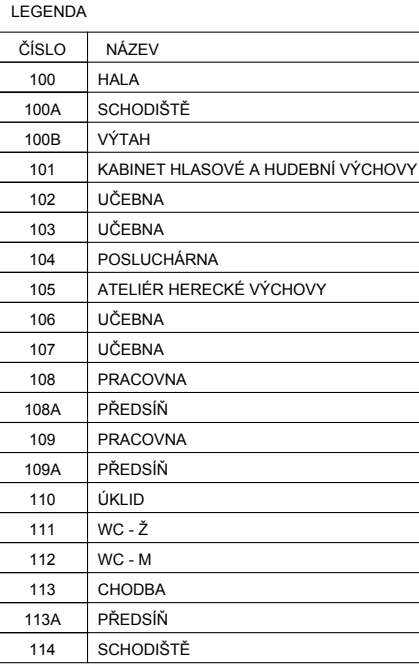 LEGENDA
ČÍSLO NÁZEV
100 HALA
100A SCHODIŠTĚ
100B VÝTAH
101 KABINET HLASOVÉ A HUDEBNÍ VÝCHOVY
102 UČEBNA
103 UČEBNA
104 POSLUCHÁRNA
105 ATELIÉR HERECKÉ VÝCHOVY
106 UČEBNA
107 UČEBNA
108 PRACOVNA
108A PŘEDSÍŇ
109 PRACOVNA
109A PŘEDSÍŇ
110 ÚKLID
111 WC - Ž
112 WC - M
113 CHODBA
113A PŘEDSÍŇ
114 SCHODIŠTĚ